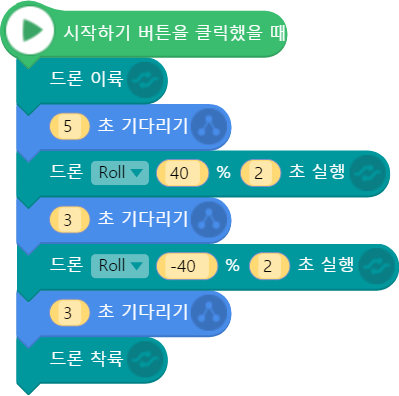 시작하기 버튼을 클릭했을 때
드론 이륙
5 초 기다리기
드론 Roll 40 % 2 초 실행
3 초 기다리기
드론 Roll -40 % 2 초 실행
3 초 기다리기
드론 착륙